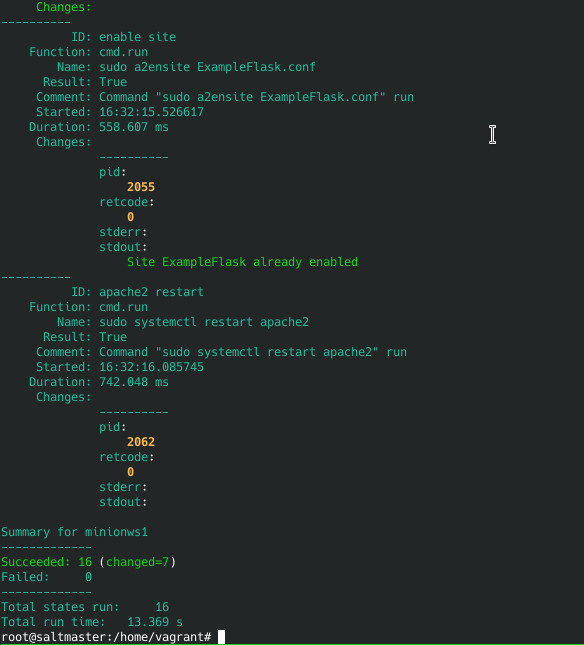 Changes:
----------
ID: enable site
Function: cmd.run
Name: sudo a2ensite ExampleFlask.conf
Result: True
Comment: Command "sudo a2ensite ExampleFlask.conf" run
Started: 16:32:15.526617
Duration: 558.607 ms
Changes:
----------
pid:
2055
retcode:
0
stderr:
stdout:
Site ExampleFlask already enabled
----------
ID: apache2 restart
Function: cmd.run
Name: sudo systemctl restart apache2
Result: True
Comment: Command "sudo systemctl restart apache2" run
Started: 16:32:16.085745
Duration: 742.048 ms
Changes:
----------
pid:
2062
retcode:
0
stderr:
stdout:
Summary for minionws1
-------------
Succeeded: 16 (changed=7)
Failed: 0
-------------
Total states run: 16
Total run time: 13.369 s
root@saltmaster:/home/vagrant#